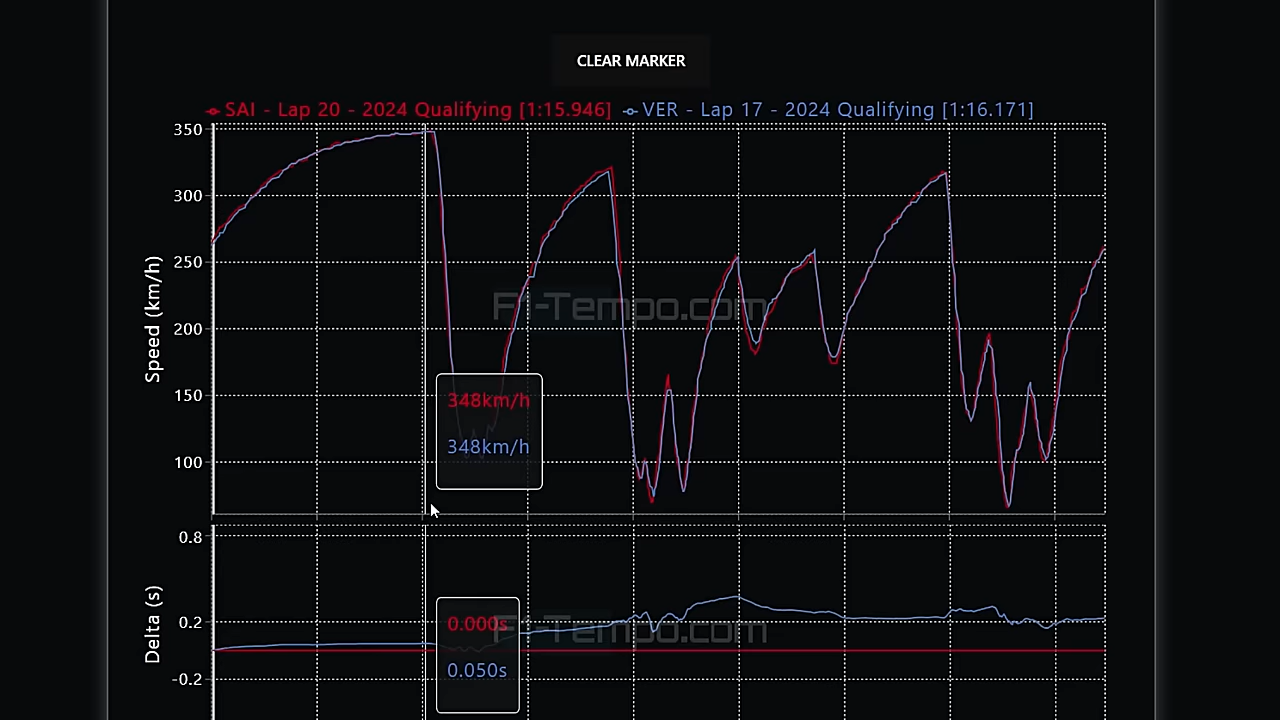 CLEAR MARKER
SAI - Lap 20 - 2024 Qualifying [1:15.946] VER - Lap 17 - 2024 Qualifying [1:16.171]
350
300
250
200
150
100
Speed (km/h)
F1-Tempo.com
348km/h
348km/h
0.8
0.2
-0.2
Delta (s)
F1-Tempo.com
0.000s
0.050s